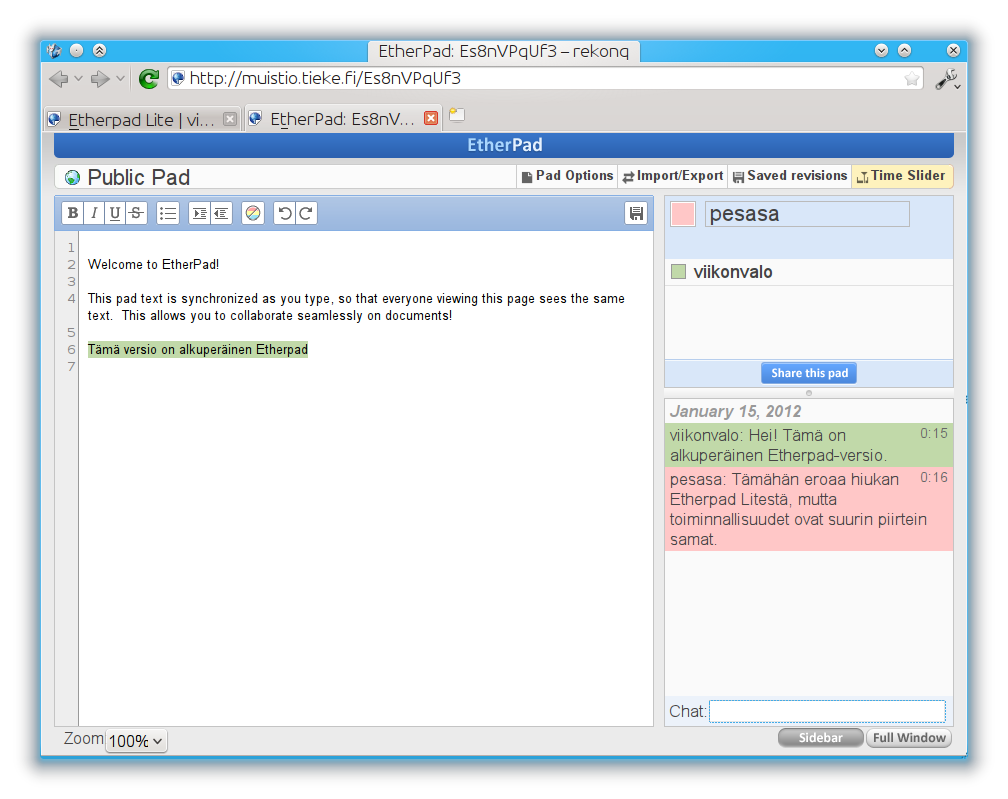 EtherPad: Es8nVPqUf3 – rekonq
http://muistio.tieke.fi/Es8nVPqUf3
Etherpad Lite | vi...
EtherPad: Es8nV...
EtherPad
Public Pad
Pad Options
Import/Export
Saved revisions
Time Slider
B I U S
1
2 Welcome to EtherPad!
3
4 This pad text is synchronized as you type, so that everyone viewing this page sees the same
text.  This allows you to collaborate seamlessly on documents!
5
6 Tämä versio on alkuperäinen Etherpad
7
pesasa
viikonvalo
Share this pad
January 15, 2012
viikonvalo: Hei! Tämä on 0:15
alkuperäinen Etherpad-versio.
pesasa: Tämähän eroaa hiukan 0:16
Etherpad Litestä, mutta
toiminnallisuudet ovat suurin piirtein
samat.
Chat:
Zoom 100%
Sidebar
Full Window